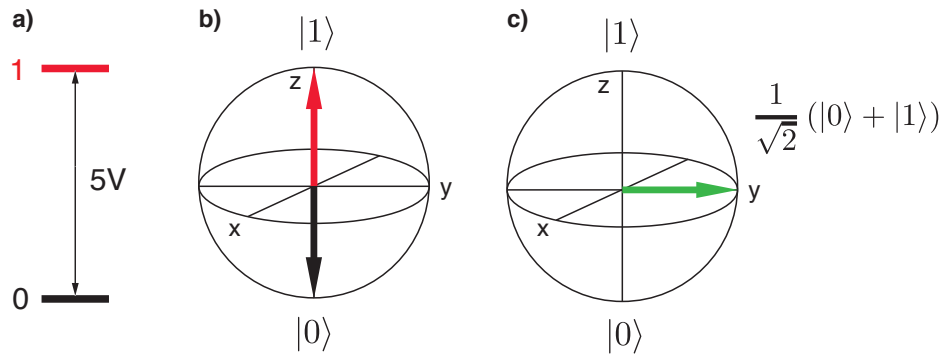 a)
1
5V
0
b)
|1⟩
z
y
x
|0⟩
c)
|1⟩
z
1/√2 (|0⟩ + |1⟩)
y
x
|0⟩